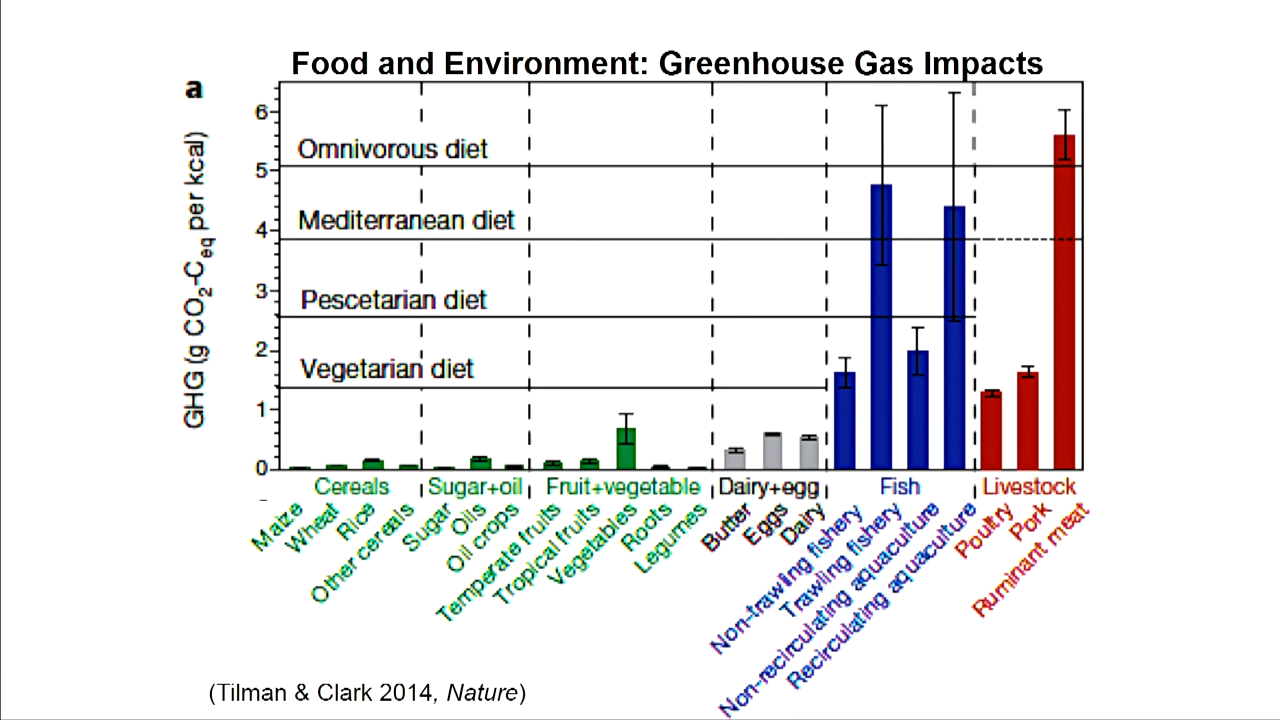 Food and Environment: Greenhouse Gas Impacts
a
GHG (g CO2-Ceq per kcal)
6
5
4
3
2
1
0
Omnivorous diet
Mediterranean diet
Pescetarian diet
Vegetarian diet
Cereals
Sugar+oil
Fruit+vegetable
Dairy+egg
Fish
Livestock
Maize
Wheat
Rice
Other cereals
Sugar
Oils
Oil crops
Temperate fruits
Tropical fruits
Vegetables
Roots
Legumes
Butter
Eggs
Dairy
Non-trawling fishery
Trawling fishery
Non-recirculating aquaculture
Recirculating aquaculture
Poultry
Pork
Ruminant meat
(Tilman & Clark 2014, Nature)